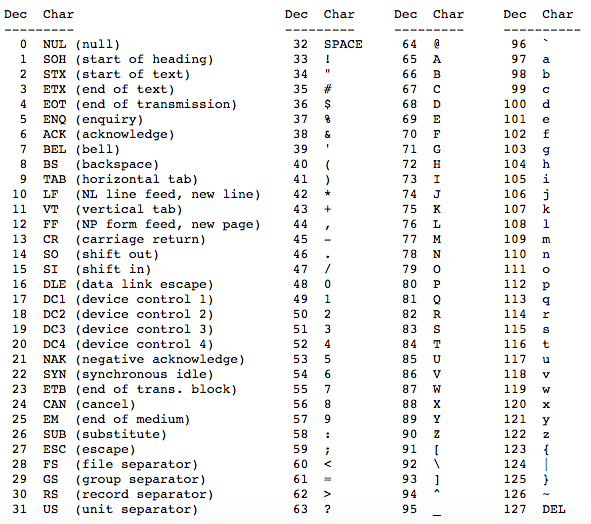 Dec  Char                           Dec  Char     Dec  Char     Dec  Char
---------                           ---------     ---------     ----------
  0  NUL (null)                      32  SPACE     64  @         96  `
  1  SOH (start of heading)          33  !         65  A         97  a
  2  STX (start of text)             34  "         66  B         98  b
  3  ETX (end of text)               35  #         67  C         99  c
  4  EOT (end of transmission)       36  $         68  D        100  d
  5  ENQ (enquiry)                   37  %         69  E        101  e
  6  ACK (acknowledge)               38  &         70  F        102  f
  7  BEL (bell)                      39  '         71  G        103  g
  8  BS  (backspace)                 40  (         72  H        104  h
  9  TAB (horizontal tab)            41  )         73  I        105  i
 10  LF  (NL line feed, new line)    42  *         74  J        106  j
 11  VT  (vertical tab)              43  +         75  K        107  k
 12  FF  (NP form feed, new page)    44  ,         76  L        108  l
 13  CR  (carriage return)           45  -         77  M        109  m
 14  SO  (shift out)                 46  .         78  N        110  n
 15  SI  (shift in)                  47  /         79  O        111  o
 16  DLE (data link escape)          48  0         80  P        112  p
 17  DC1 (device control 1)          49  1         81  Q        113  q
 18  DC2 (device control 2)          50  2         82  R        114  r
 19  DC3 (device control 3)          51  3         83  S        115  s
 20  DC4 (device control 4)          52  4         84  T        116  t
 21  NAK (negative acknowledge)      53  5         85  U        117  u
 22  SYN (synchronous idle)          54  6         86  V        118  v
 23  ETB (end of trans. block)       55  7         87  W        119  w
 24  CAN (cancel)                    56  8         88  X        120  x
 25  EM  (end of medium)             57  9         89  Y        121  y
 26  SUB (substitute)                58  :         90  Z        122  z
 27  ESC (escape)                    59  ;         91  [        123  {
 28  FS  (file separator)            60  <         92  \        124  |
 29  GS  (group separator)           61  =         93  ]        125  }
 30  RS  (record separator)          62  >         94  ^        126  ~
 31  US  (unit separator)            63  ?         95  _        127  DEL